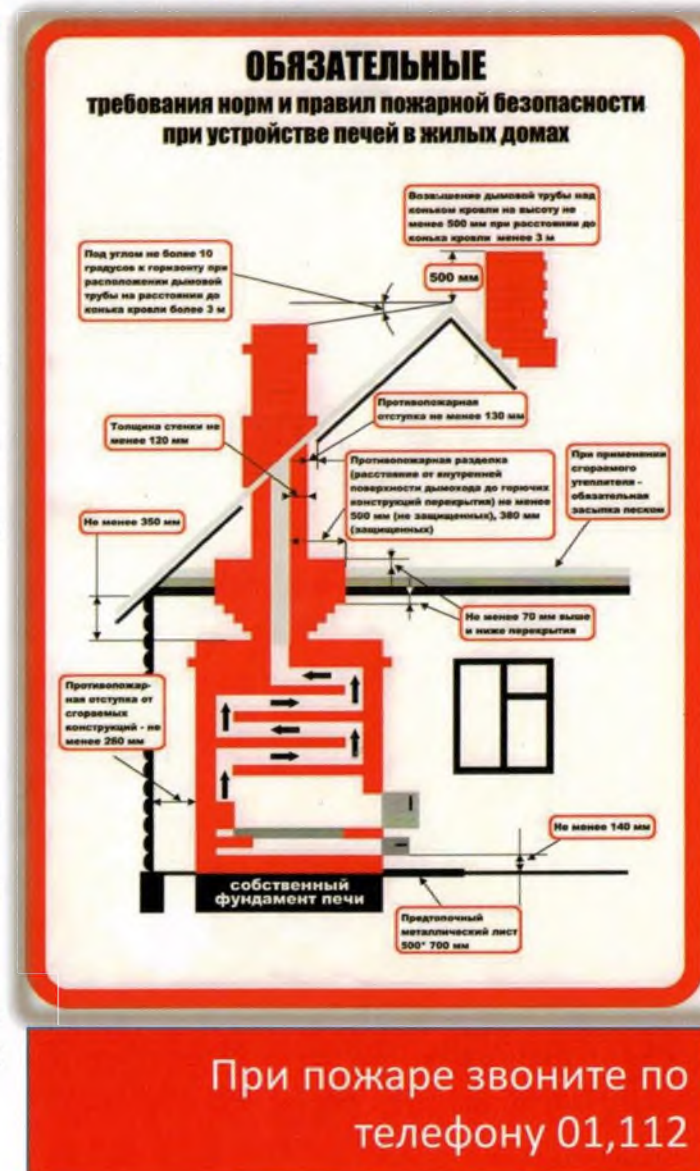 ОБЯЗАТЕЛЬНЫЕ
требования норм и правил пожарной безопасности
при устройстве печей в жилых домах
Возвышение дымовой трубы над
коньком кровли на высоту не
менее 500 мм при расстоянии до
конька кровли менее 3 м
500 мм
Под углом не более 10
градусов к горизонту при
расположении дымовой
трубы на расстоянии до
конька кровли более 3 м
Противопожарная
отступка не менее 130 мм
Толщина стенки не
менее 120 мм
Противопожарная разделка
(расстояние от внутренней
поверхности дымохода до горючих
конструкций перекрытия) не менее
500 мм (не защищенных), 380 мм
(защищенных)
При применении
сгораемого
утеплителя -
обязательная
засыпка песком
Не менее 350 мм
Не менее 70 мм выше
и ниже перекрытия
Противопожар-
ная отступка от
сгораемых
конструкций - не
менее 260 мм
Не менее 140 мм
собственный
фундамент печи
Предтопочный
металлический лист
500* 700 мм
При пожаре звоните по
телефону 01,112